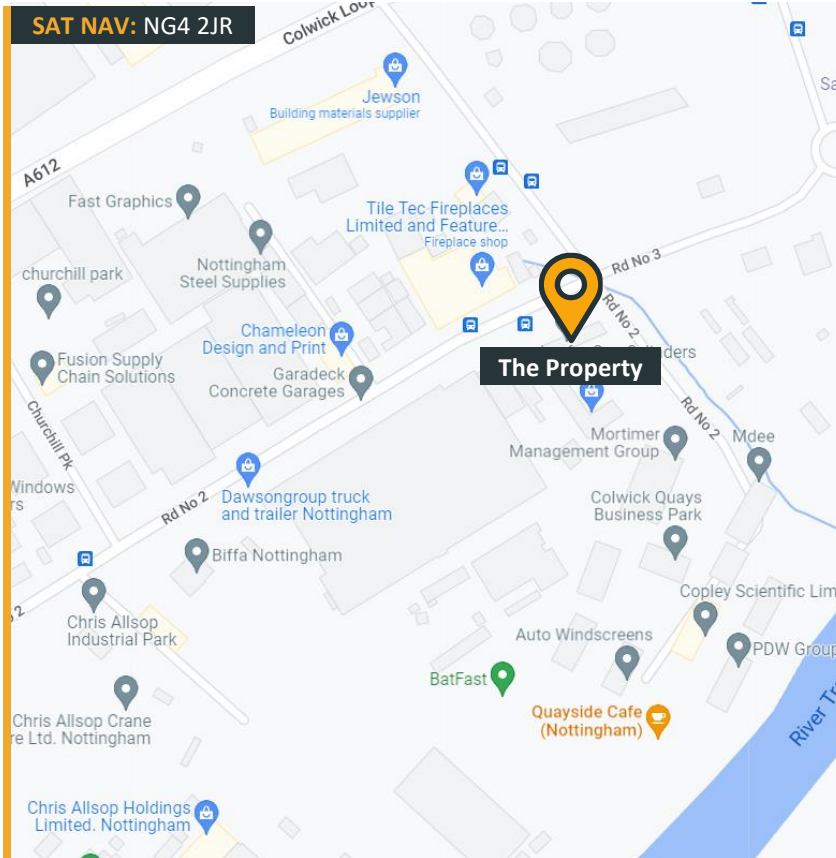 SAT NAV: NG4 2JR
Colwick Loop
Jewson
Building materials supplier
A612
Fast Graphics
Tile Tec Fireplaces
Limited and Feature...
Fireplace shop
Nottingham
Steel Supplies
churchill park
Rd No 3
Rd No 2
Chameleon
Design and Print
The Property
Fusion Supply
Chain Solutions
Garadeck
Concrete Garages
Churchill Pk
Rd No 2
Mortimer
Management Group
Mdee
Windows
Dawsongroup truck
and trailer Nottingham
Rd No 2
Colwick Quays
Business Park
Biffa Nottingham
Copley Scientific Lim
Chris Allsop
Industrial Park
Auto Windscreens
PDW Group
BatFast
Quayside Cafe
(Nottingham)
River Tr
Chris Allsop Crane
re Ltd. Nottingham
Chris Allsop Holdings
Limited. Nottingham